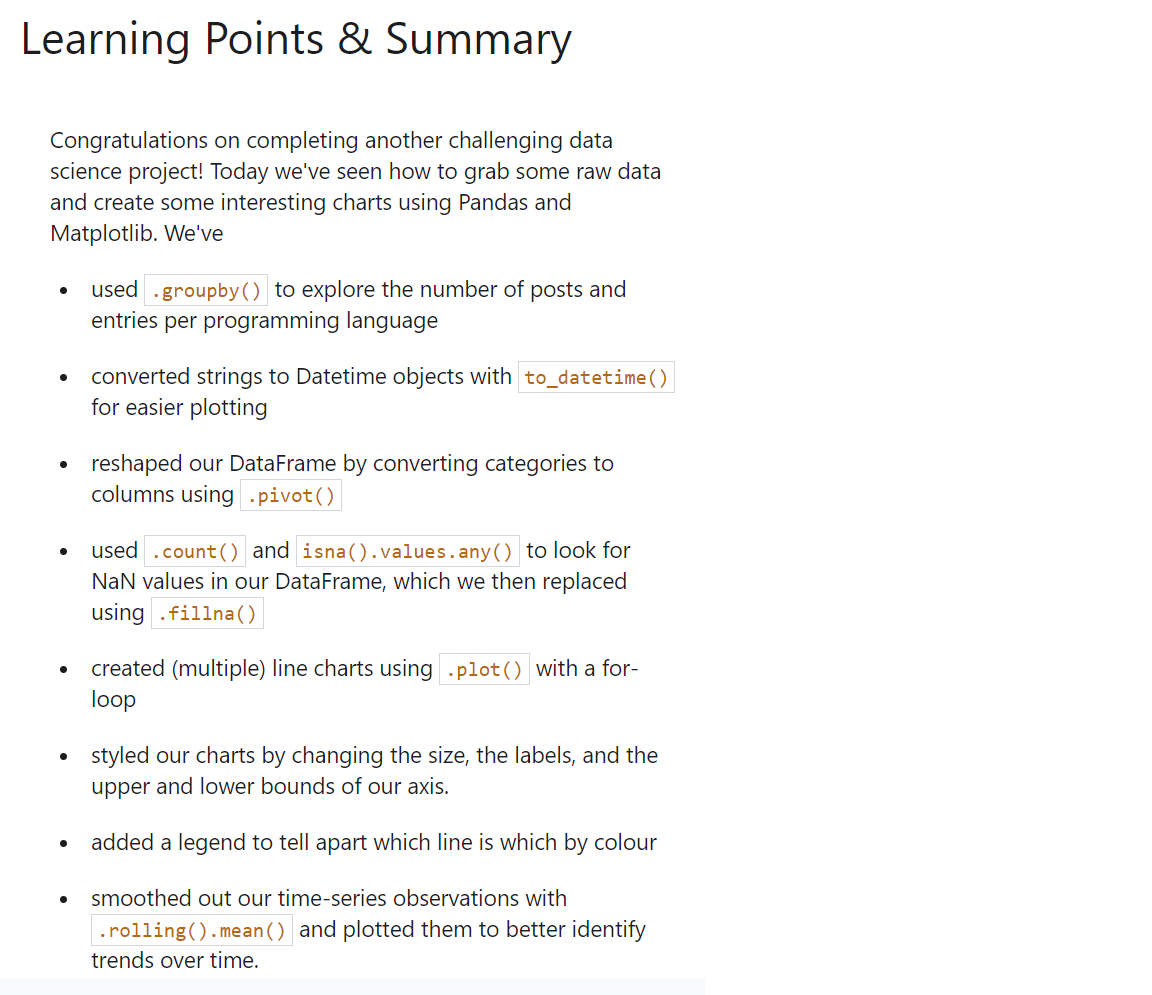 Learning Points & Summary
Congratulations on completing another challenging data
science project! Today we've seen how to grab some raw data
and create some interesting charts using Pandas and
Matplotlib. We've
• used .groupby() to explore the number of posts and
entries per programming language
• converted strings to Datetime objects with to_datetime()
for easier plotting
• reshaped our DataFrame by converting categories to
columns using .pivot()
• used .count() and isna().values.any() to look for
NaN values in our DataFrame, which we then replaced
using .fillna()
• created (multiple) line charts using .plot() with a for-
loop
• styled our charts by changing the size, the labels, and the
upper and lower bounds of our axis.
• added a legend to tell apart which line is which by colour
• smoothed out our time-series observations with
.rolling().mean() and plotted them to better identify
trends over time.